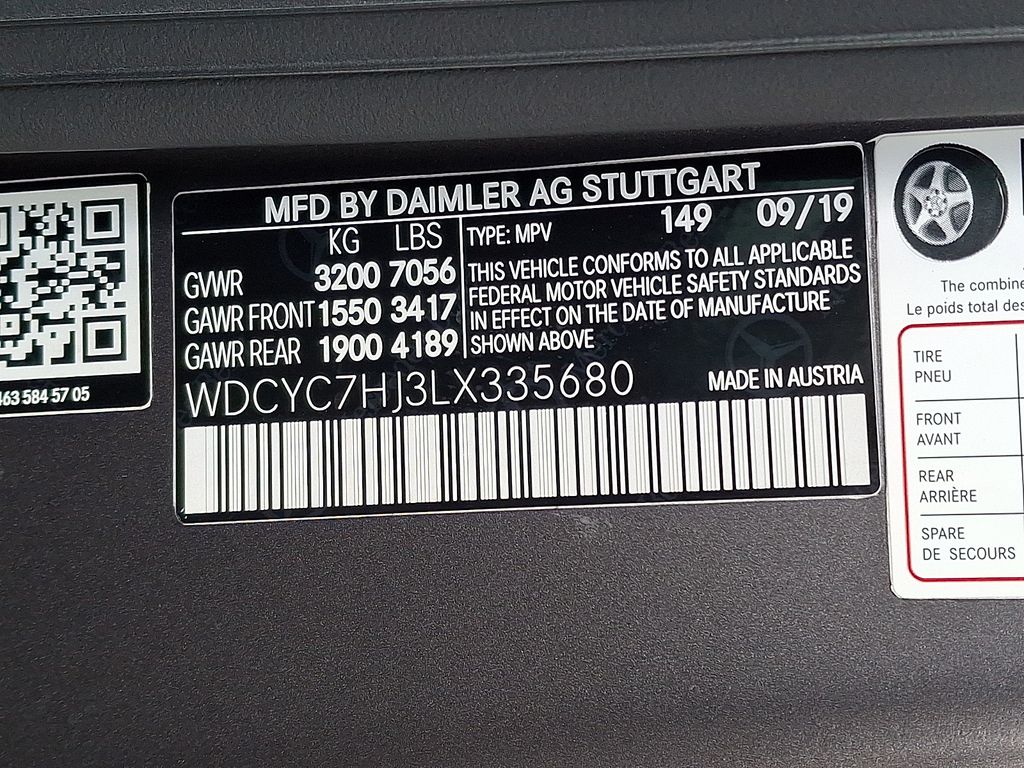 MFD BY DAIMLER AG STUTTGART
KG LBS
GVWR 3200 7056
GAWR FRONT 1550 3417
GAWR REAR 1900 4189
TYPE: MPV 149 09/19
THIS VEHICLE CONFORMS TO ALL APPLICABLE
FEDERAL MOTOR VEHICLE SAFETY STANDARDS
IN EFFECT ON THE DATE OF MANUFACTURE
SHOWN ABOVE
WDCYC7HJ3LX335680
MADE IN AUSTRIA
463 584 57 05
The combine
Le poids total des
TIRE
PNEU
FRONT
AVANT
REAR
ARRIÈRE
SPARE
DE SECOURS